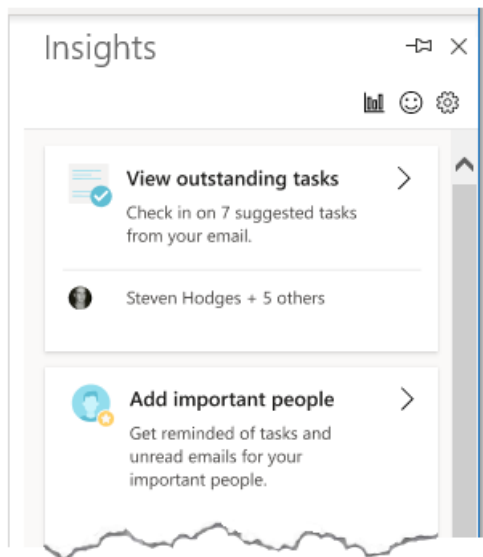 Insights
View outstanding tasks
Check in on 7 suggested tasks
from your email.
Steven Hodges + 5 others
Add important people
Get reminded of tasks and
unread emails for your
important people.